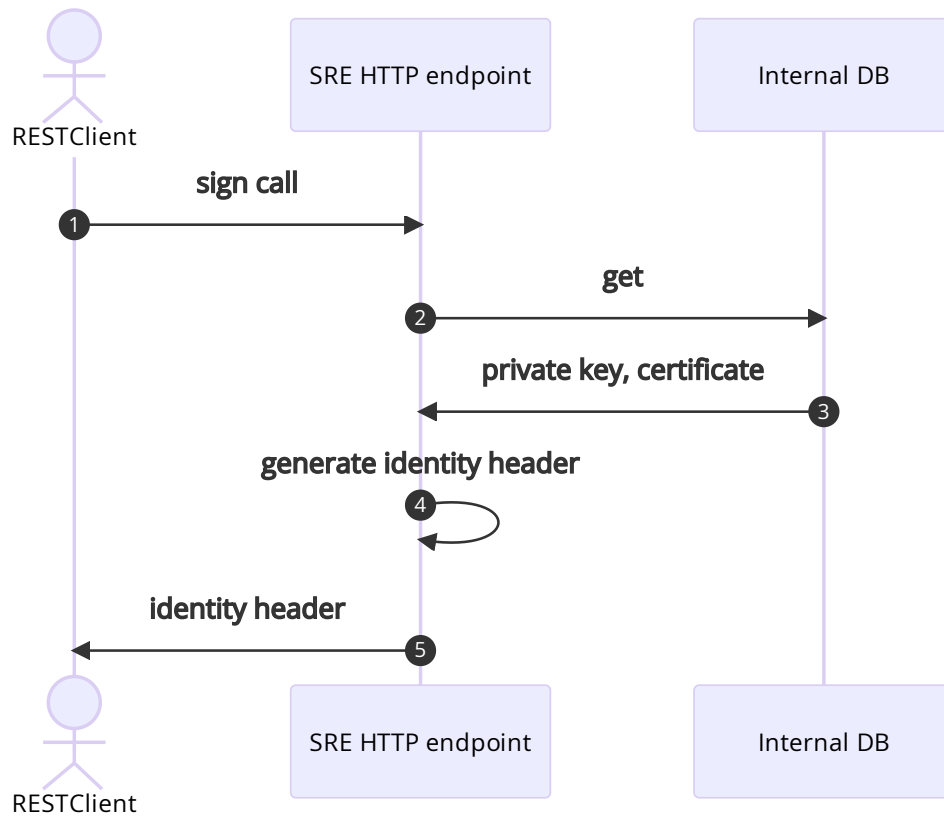 SRE HTTP endpoint
Internal DB
RESTClient
sign call
1
get
2
private key, certificate
3
generate identity header
4
identity header
5
SRE HTTP endpoint
Internal DB
RESTClient